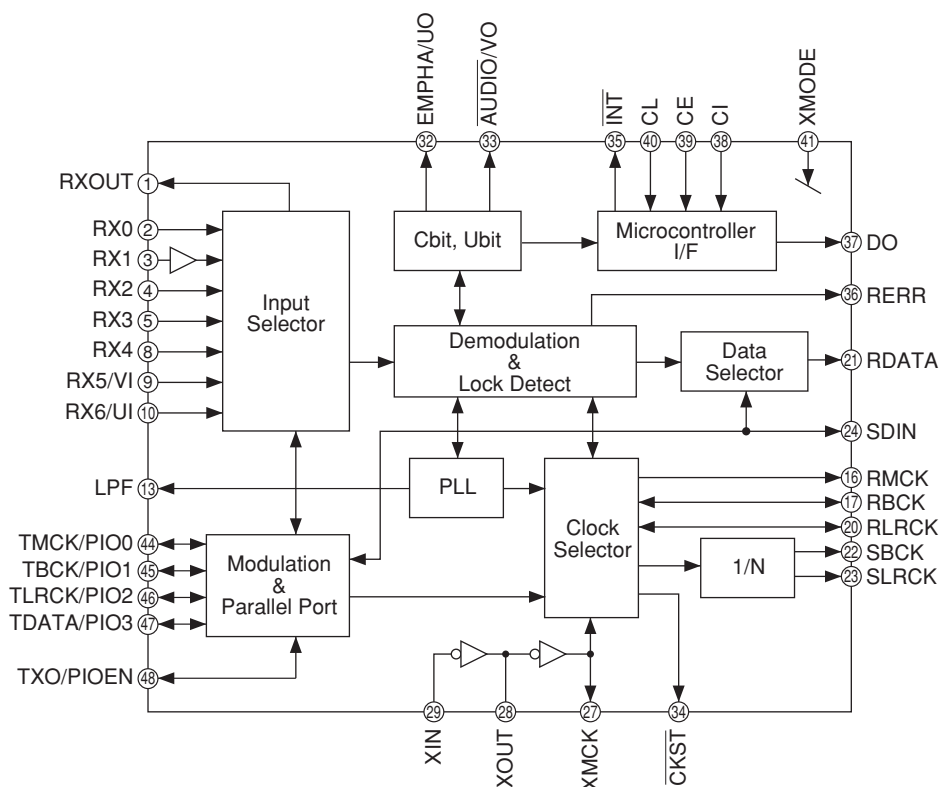 EMPHA/UO
AUDIO/VO
INT
CL
CE
CI
XMODE
32
33
35
40
39
38
41
RXOUT 1
RX0 2
RX1 3
RX2 4
RX3 5
RX4 8
RX5/VI 9
RX6/UI 10
LPF 13
TMCK/PIO0 44
TBCK/PIO1 45
TLRCK/PIO2 46
TDATA/PIO3 47
TXO/PIOEN 48
Input
Selector
Cbit, Ubit
Microcontroller
I/F
Demodulation
&
Lock Detect
Data
Selector
PLL
Clock
Selector
Modulation
&
Parallel Port
1/N
37 DO
36 RERR
21 RDATA
24 SDIN
16 RMCK
17 RBCK
20 RLRCK
22 SBCK
23 SLRCK
29
28
27
34
XIN
XOUT
XMCK
CKST